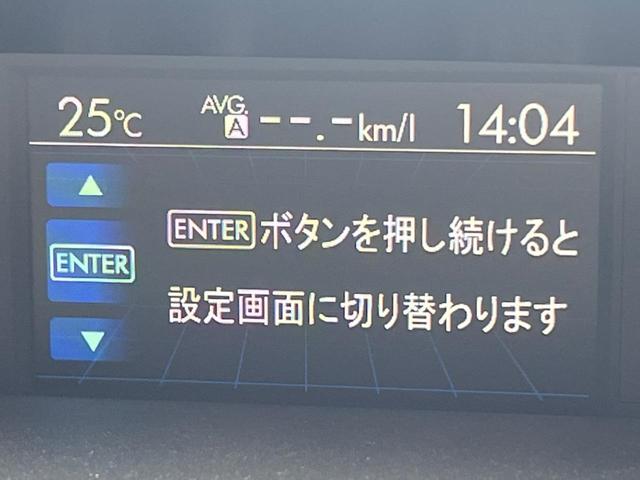 25℃ AVG. A --.-km/l 14:04
▲
ENTER
▼
ENTERボタンを押し続けると
設定画面に切り替わります